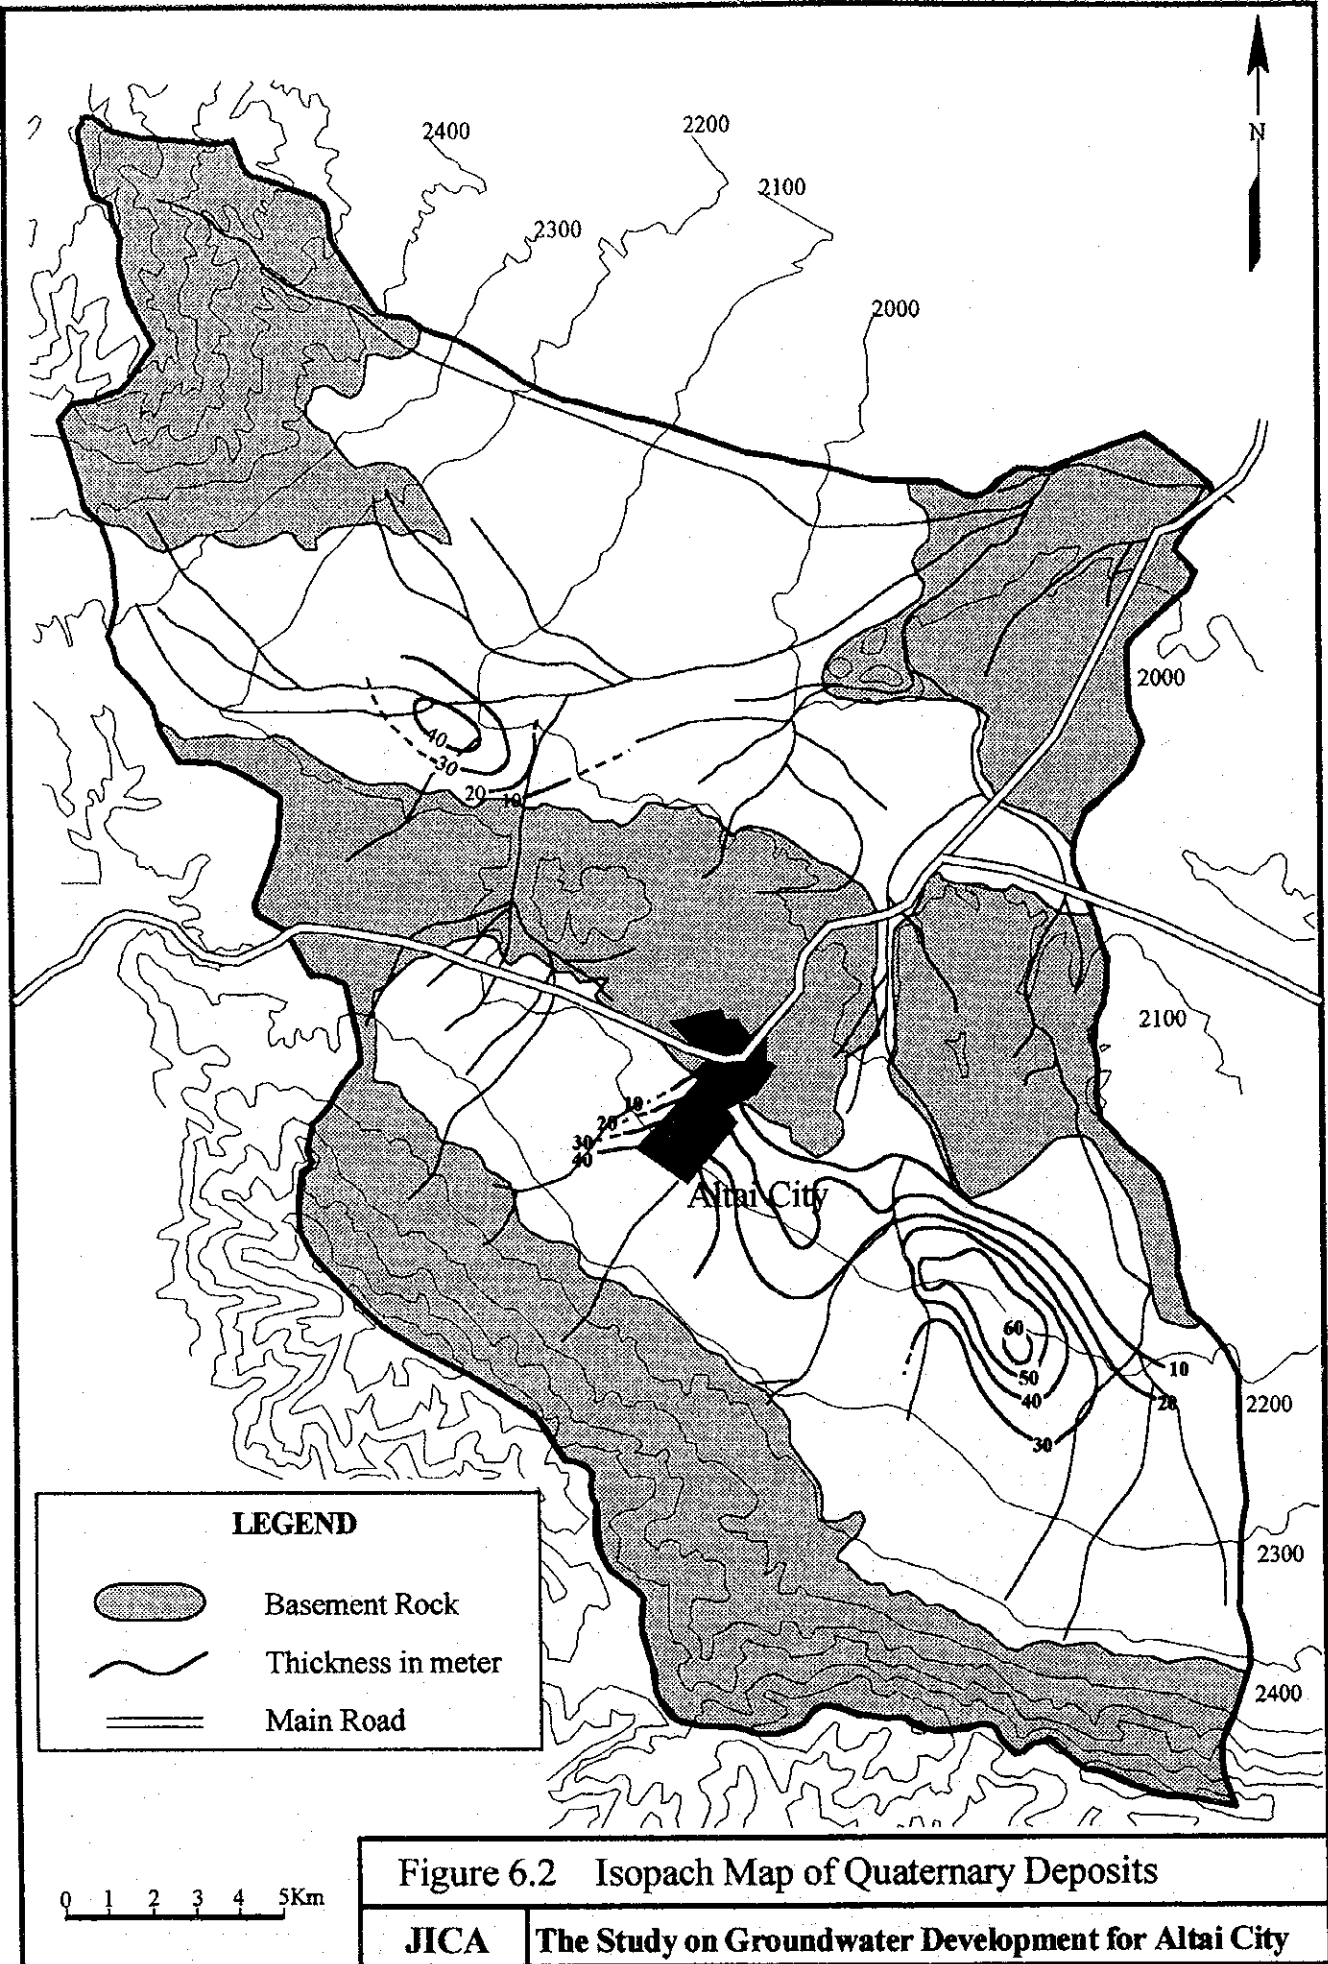 2400
2200
2100
2300
2000
N
2000
40
30
20
10
2100
10
20
30
40
Altai City
60
50
40
30
10
20
2200
2300
2400
LEGEND
Basement Rock
Thickness in meter
Main Road
0 1 2 3 4 5Km
Figure 6.2 Isopach Map of Quaternary Deposits
JICA
The Study on Groundwater Development for Altai City